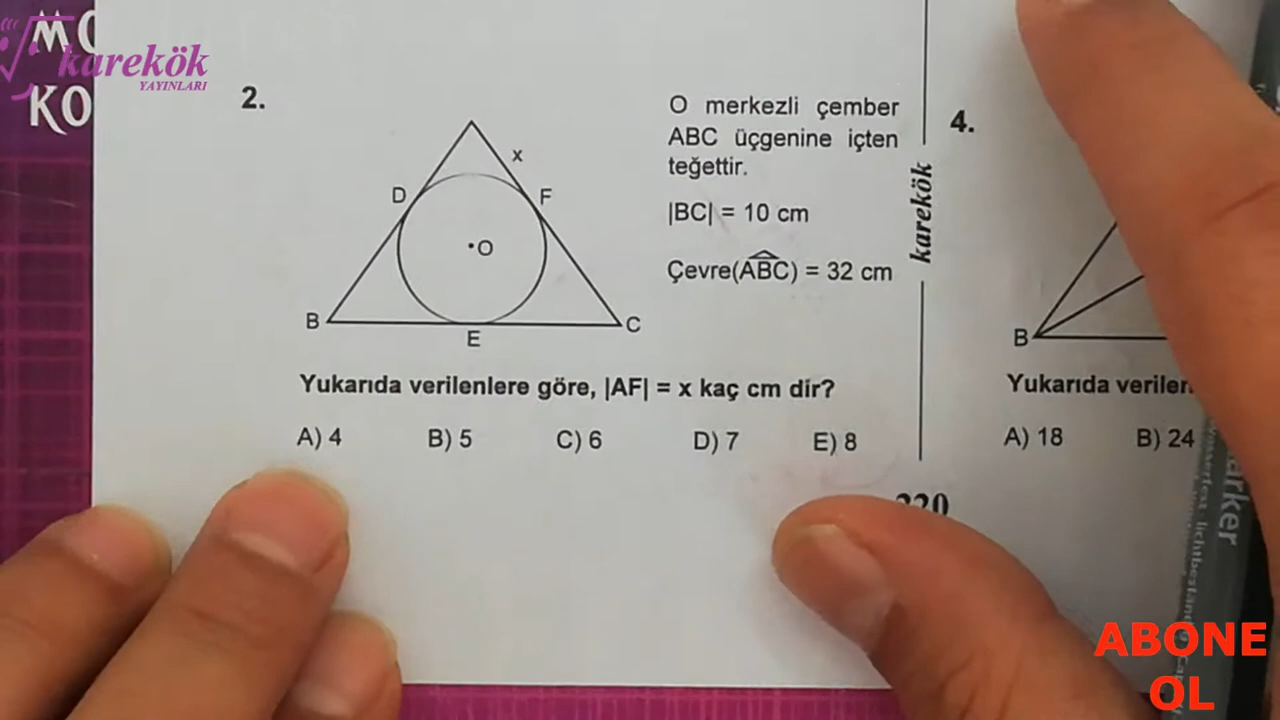 karekök
YAYINLARI
KO
2.
x
D
F
O
B
E
C
O merkezli çember
ABC üçgenine içten
teğettir.
|BC| = 10 cm
Çevre(ABC) = 32 cm
Yukarıda verilenlere göre, |AF| = x kaç cm dir?
A) 4 B) 5 C) 6 D) 7 E) 8
karekök
4.
B
Yukarıda verilen
A) 18 B) 24
ABONE
OL